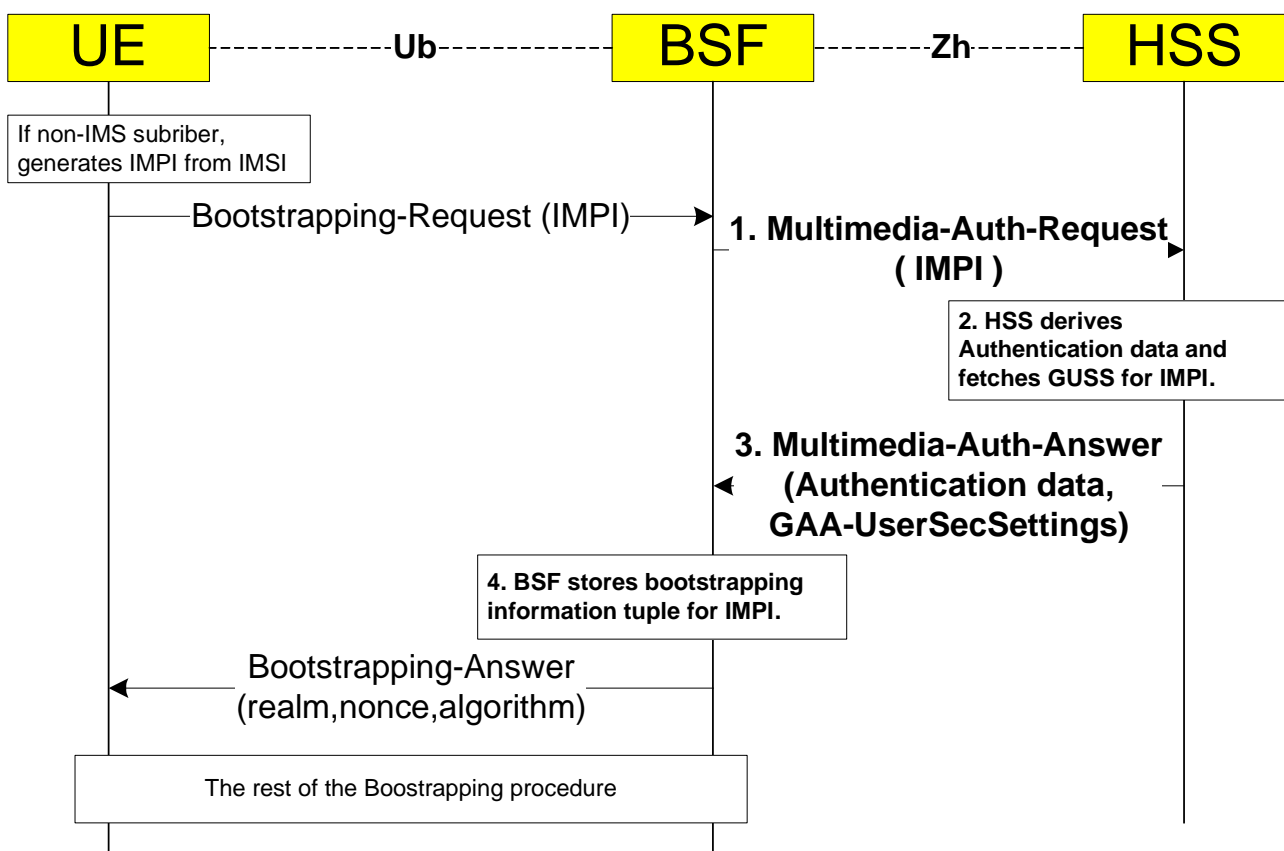 UE
Ub
BSF
Zh
HSS
If non-IMS subriber,
generates IMPI from IMSI
Bootstrapping-Request (IMPI)
1. Multimedia-Auth-Request
( IMPI )
2. HSS derives
Authentication data and
fetches GUSS for IMPI.
3. Multimedia-Auth-Answer
(Authentication data,
GAA-UserSecSettings)
4. BSF stores bootstrapping
information tuple for IMPI.
Bootstrapping-Answer
(realm,nonce,algorithm)
The rest of the Boostrapping procedure